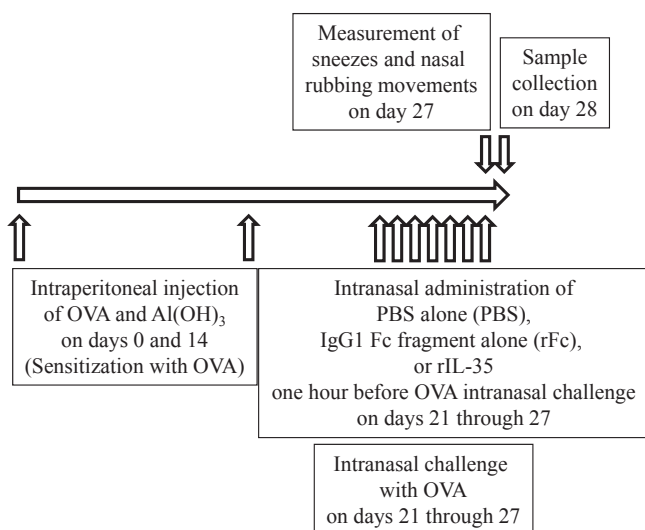 Measurement of
sneezes and nasal
rubbing movements
on day 27
Sample
collection
on day 28
Intraperitoneal injection
of OVA and Al(OH)₃
on days 0 and 14
(Sensitization with OVA)
Intranasal administration of
PBS alone (PBS),
IgG1 Fc fragment alone (rFc),
or rIL-35
one hour before OVA intranasal challenge
on days 21 through 27
Intranasal challenge
with OVA
on days 21 through 27